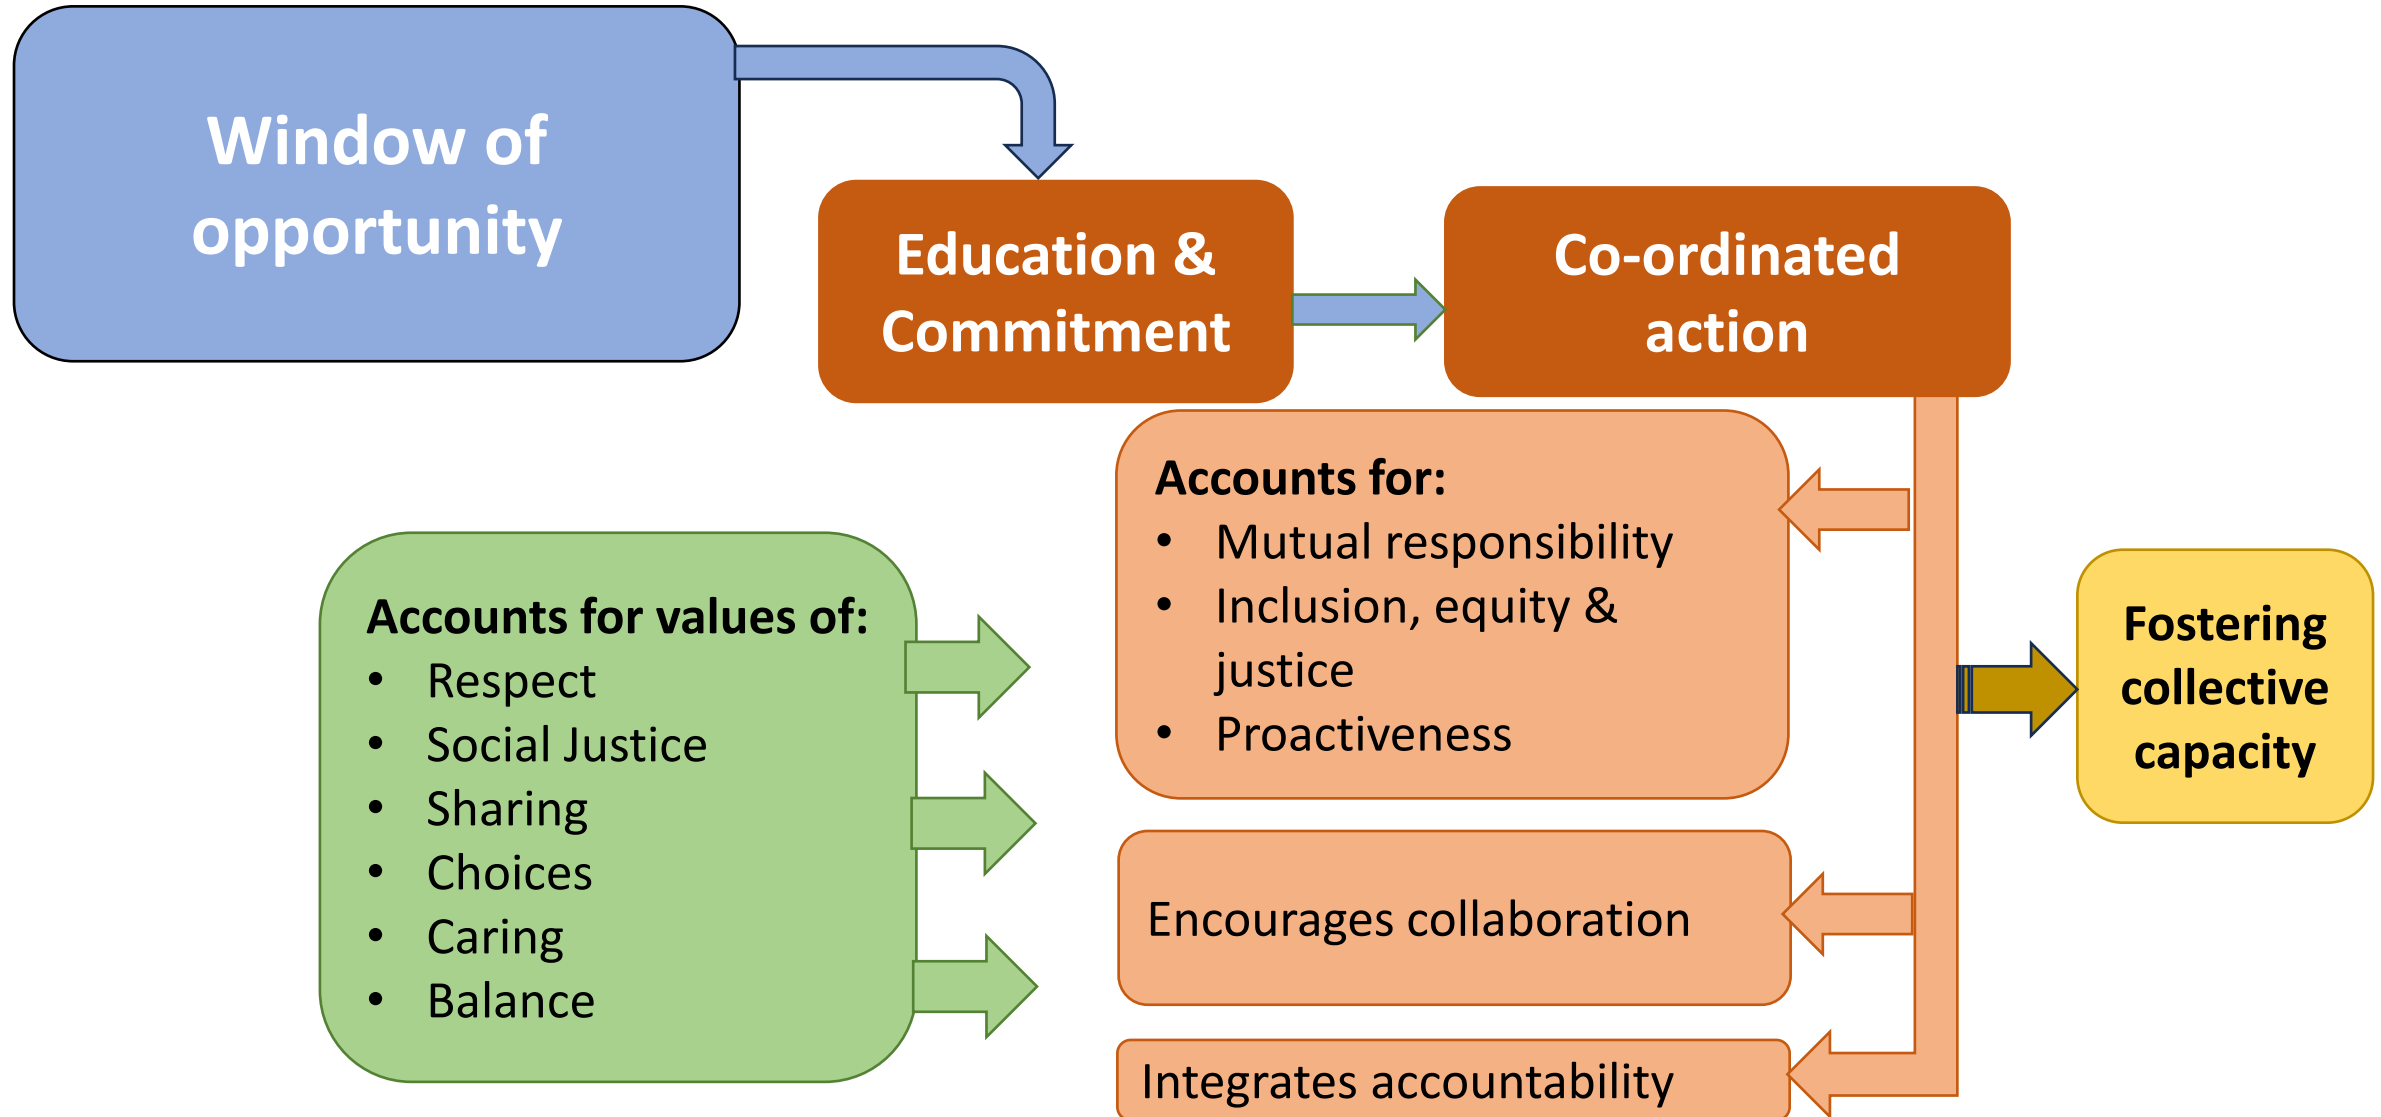 Window of
opportunity
Education &
Commitment
Co-ordinated
action
Accounts for:
• Mutual responsibility
• Inclusion, equity &
justice
• Proactiveness
Accounts for values of:
• Respect
• Social Justice
• Sharing
• Choices
• Caring
• Balance
Fostering
collective
capacity
Encourages collaboration
Integrates accountability